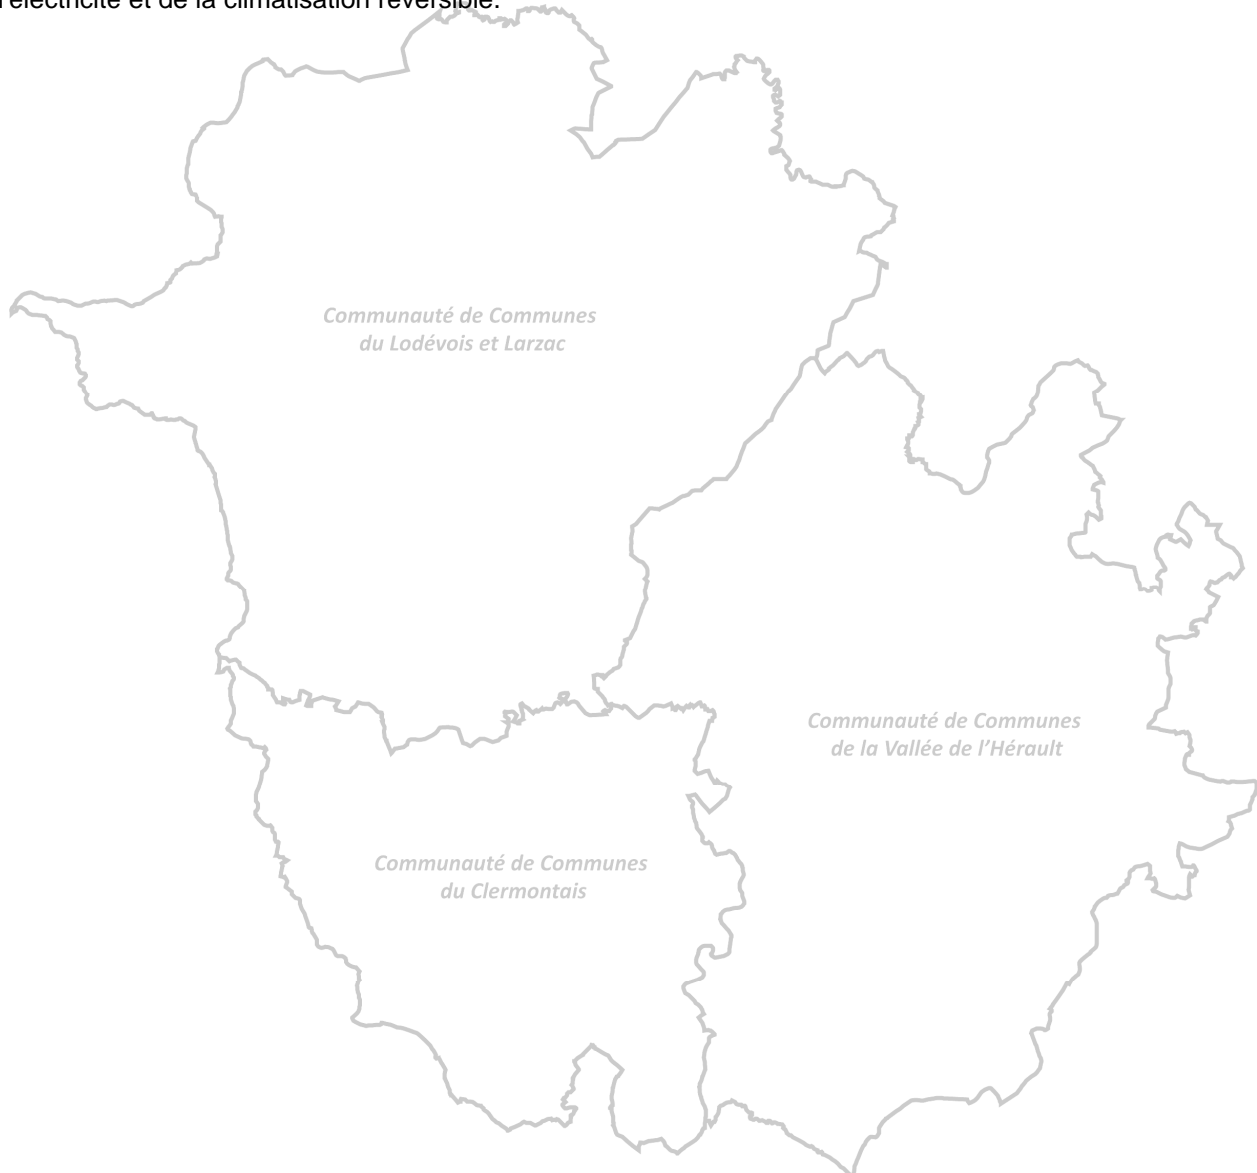 l'électricité et de la climatisation réversible.
Communauté de Communes
du Lodévois et Larzac
Communauté de Communes
de la Vallée de l'Hérault
Communauté de Communes
du Clermontais